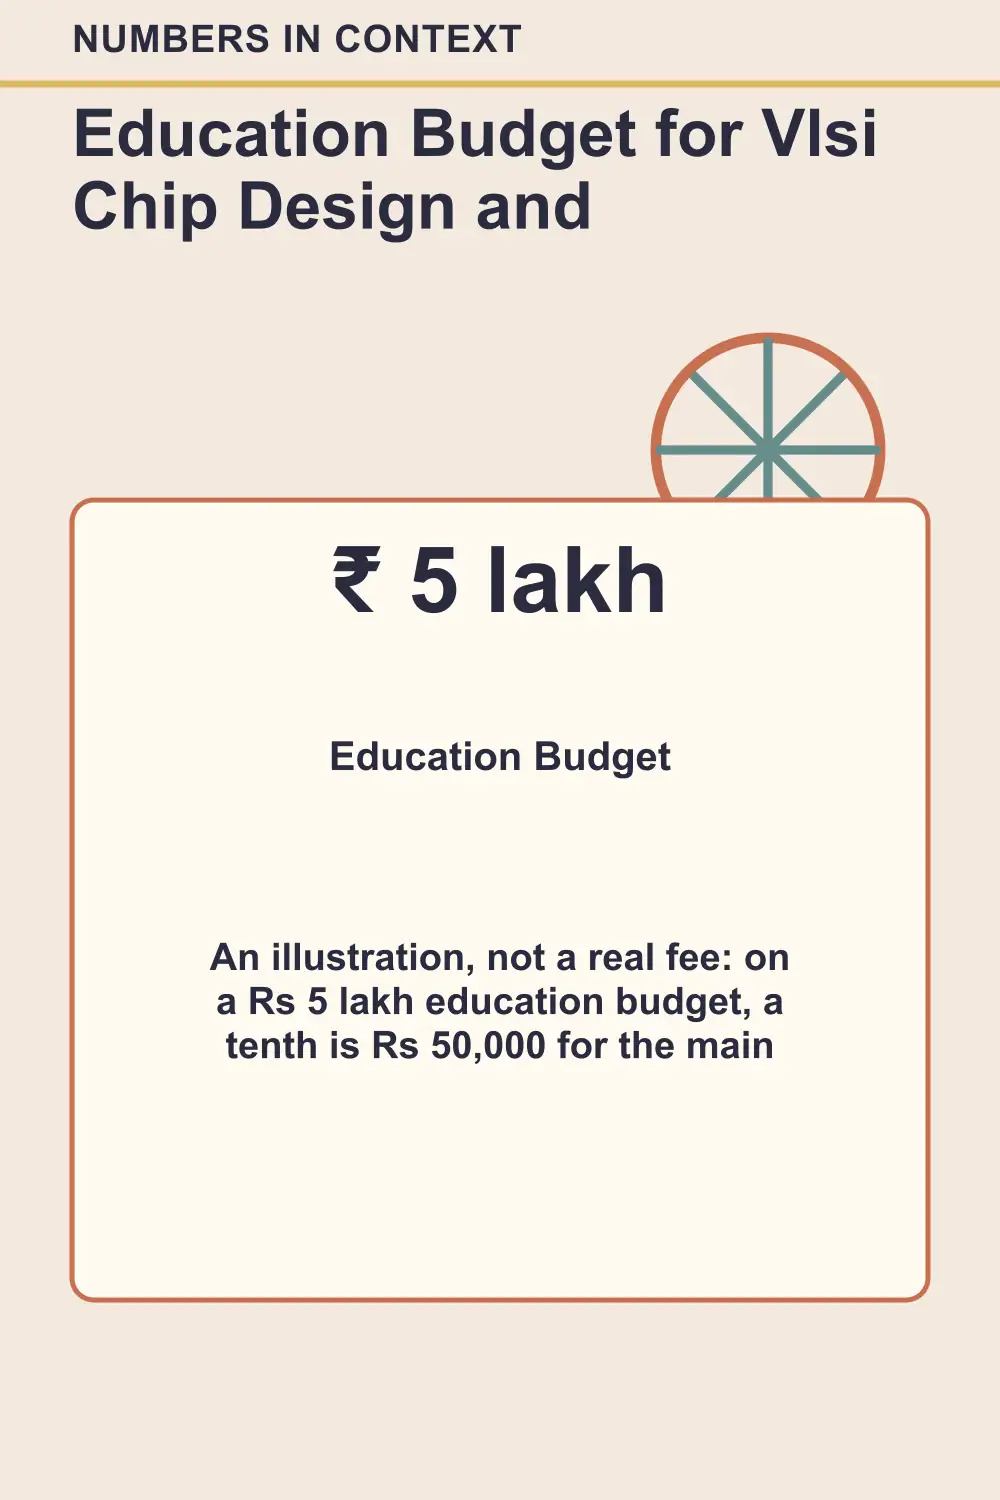 NUMBERS IN CONTEXT
Education Budget for Vlsi
Chip Design and
₹ 5 lakh
Education Budget
An illustration, not a real fee: on
a Rs 5 lakh education budget, a
tenth is Rs 50,000 for the main